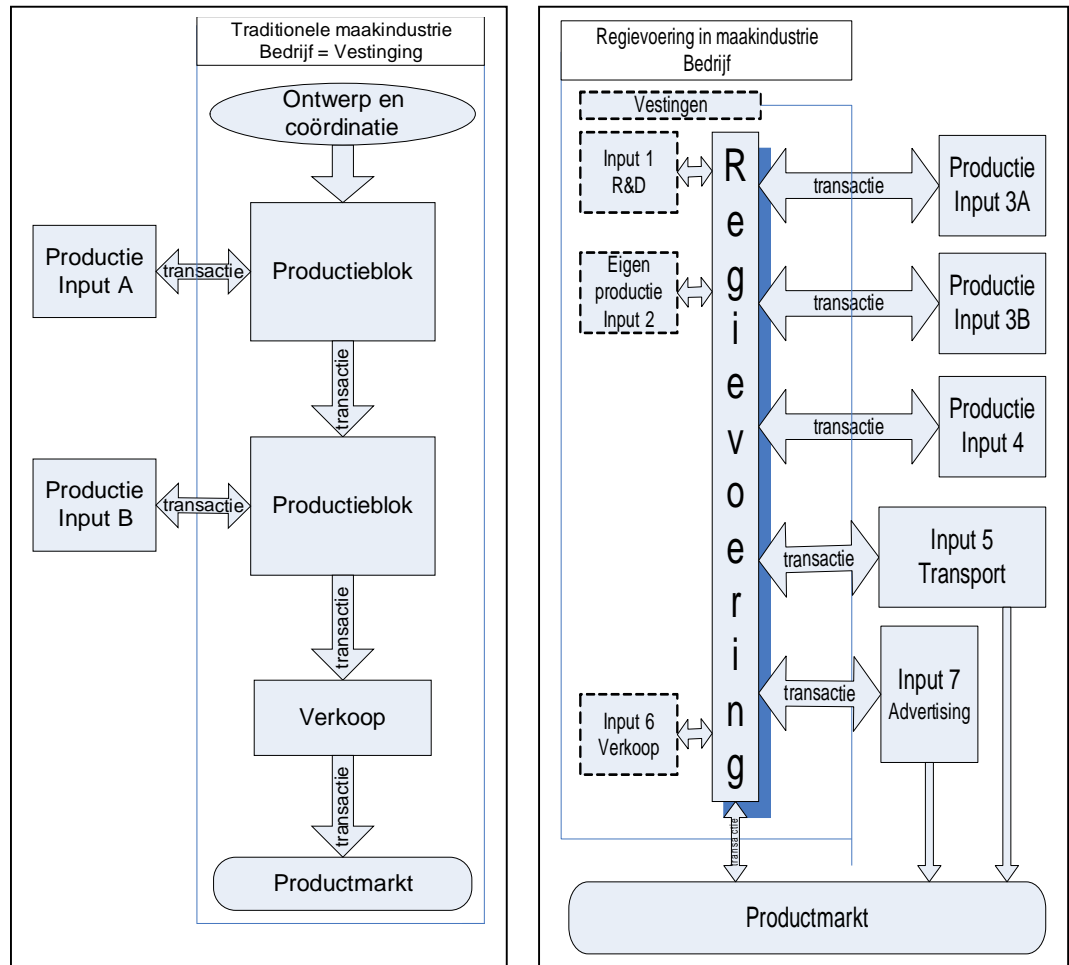 Traditionele maakindustrie
Bedrijf = Vestinging
Ontwerp en
coördinatie
Productie
Input A
transactie
Productieblok
transactie
Productie
Input B
transactie
Productieblok
transactie
Verkoop
transactie
Productmarkt
Regievoering in maakindustrie
Bedrijf
Vestingen
Input 1
R&D
Eigen
productie
Input 2
Input 6
Verkoop
Regievoering
transactie
Productie
Input 3A
transactie
Productie
Input 3B
transactie
Productie
Input 4
transactie
Input 5
Transport
transactie
Input 7
Advertising
transactie
Productmarkt